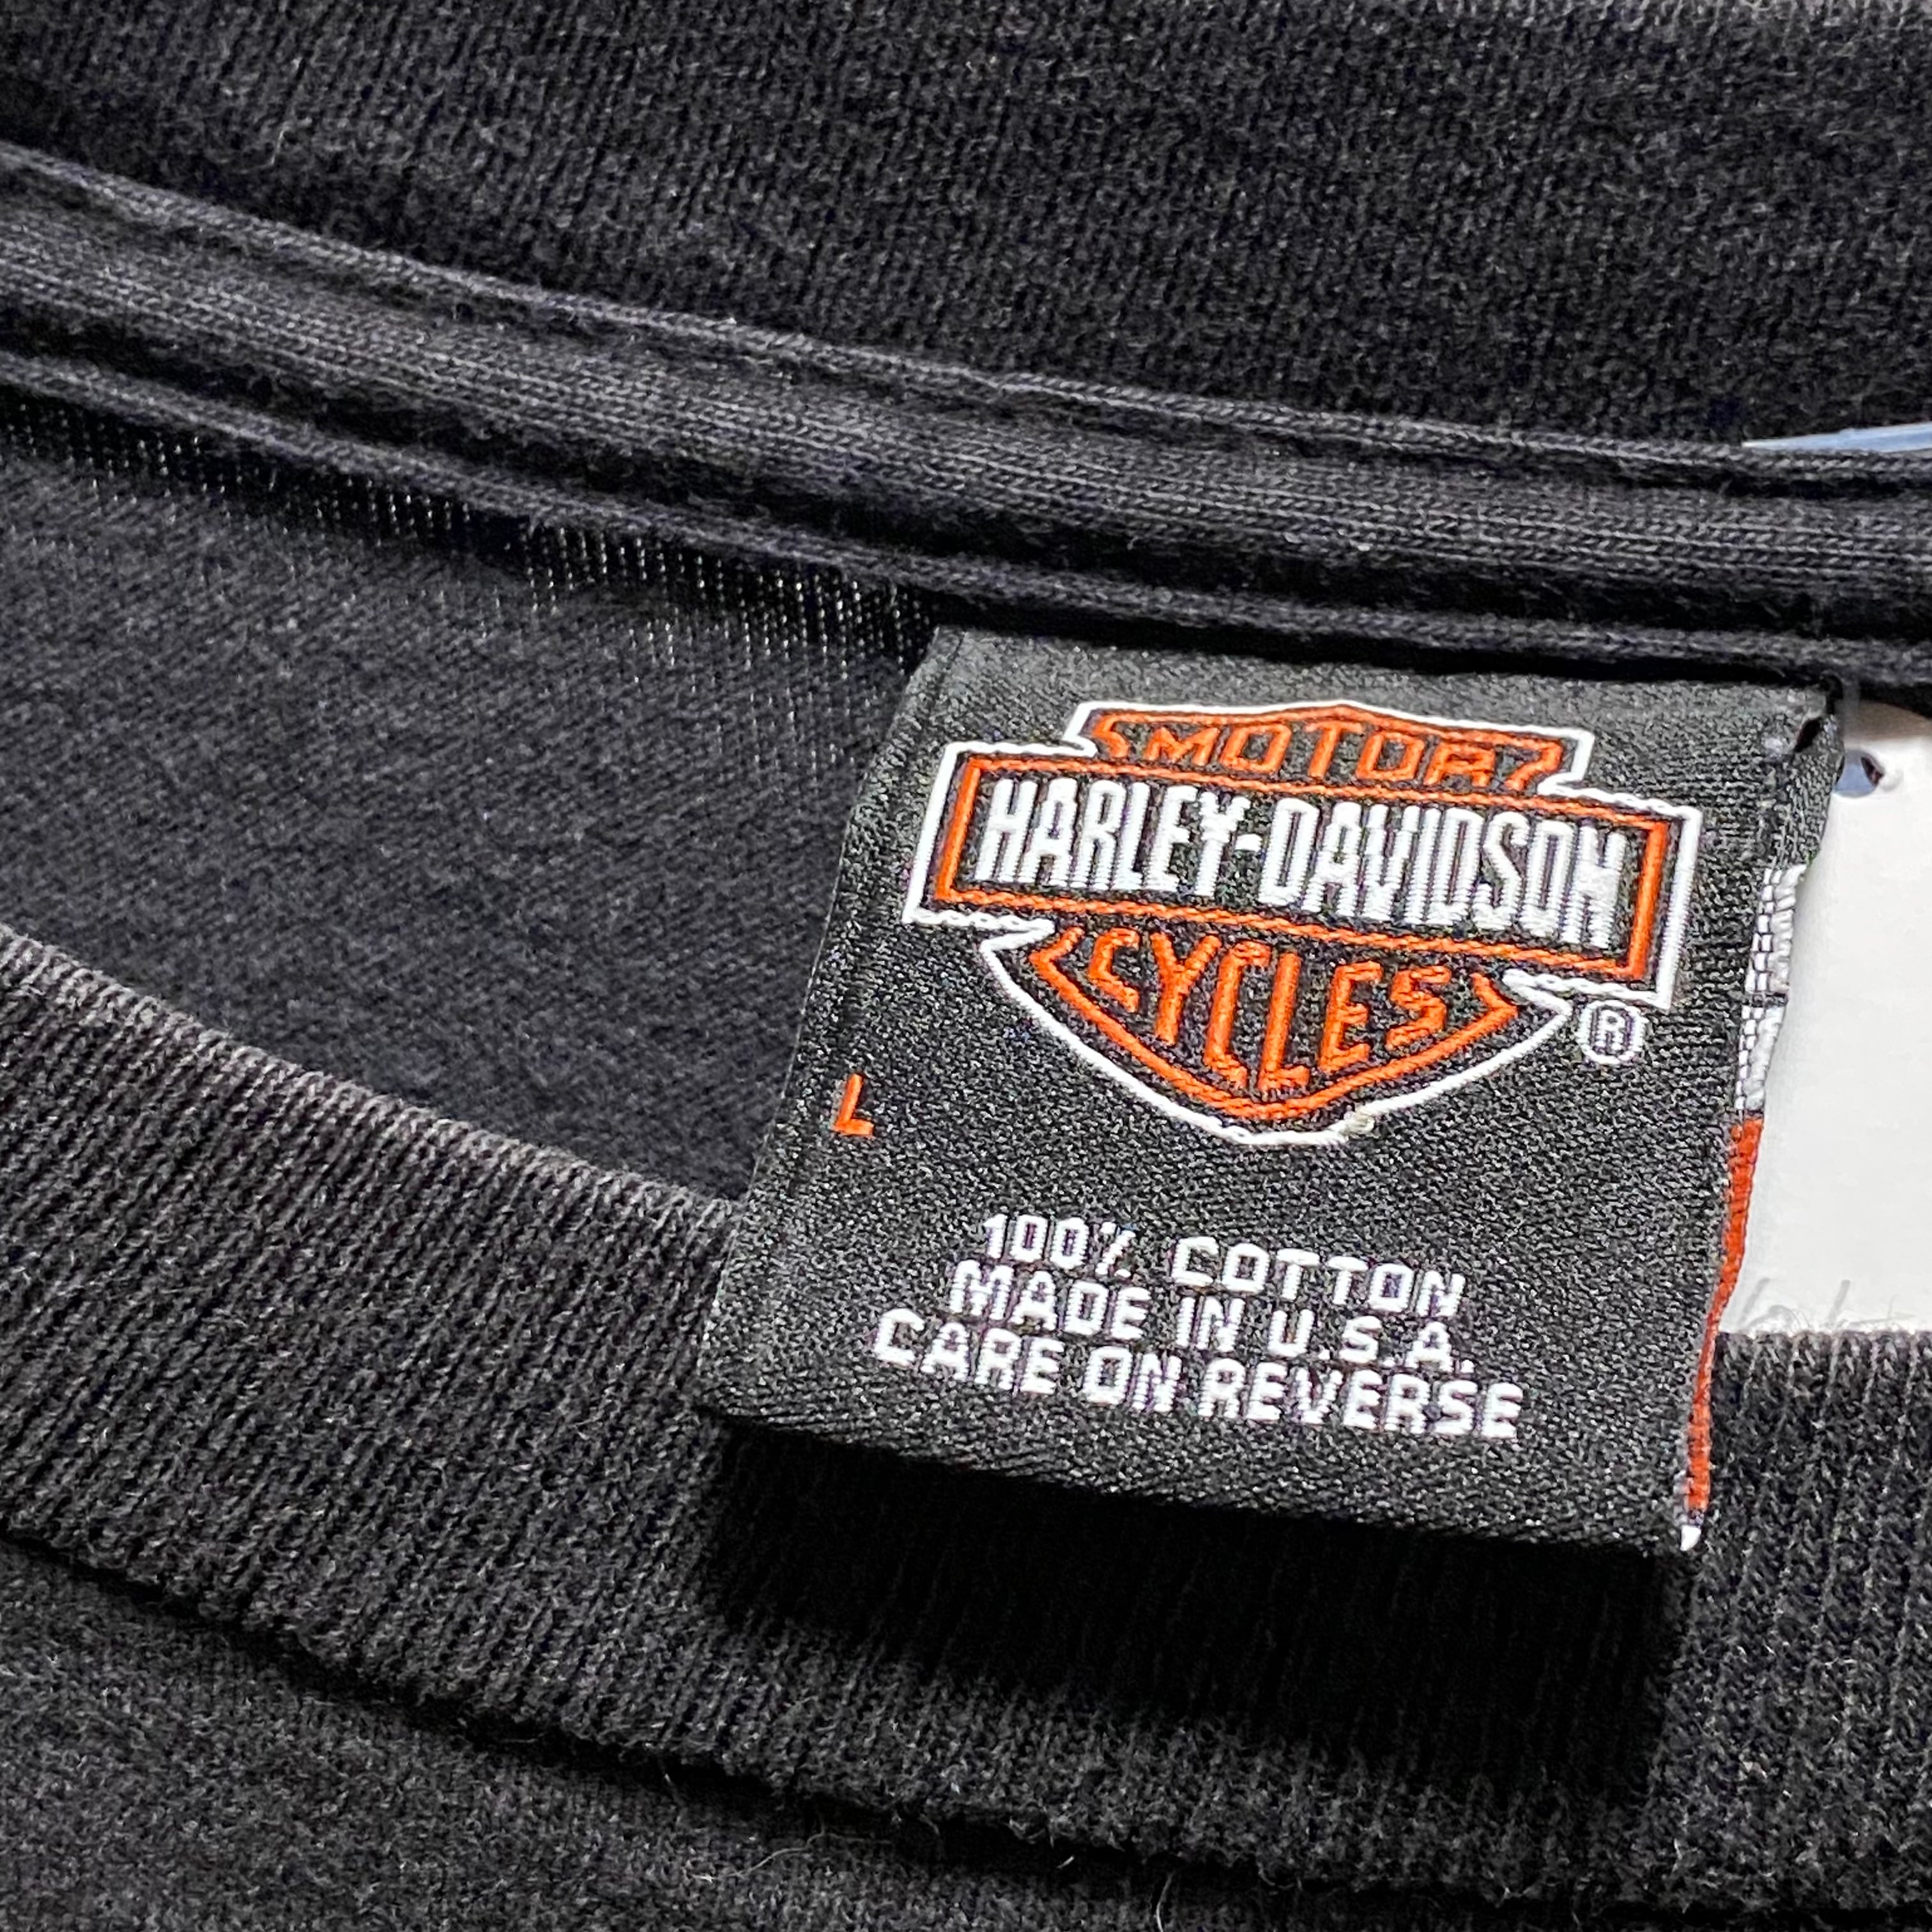 MOTOR
HARLEY-DAVIDSON
CYCLES
®
L
100% COTTON
MADE IN U.S.A.
CARE ON REVERSE